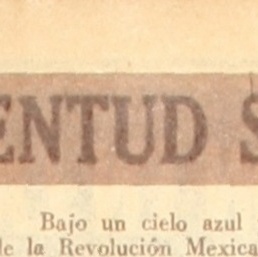 ENTUD S
Bajo un cielo azul
de la Revolución Mexica